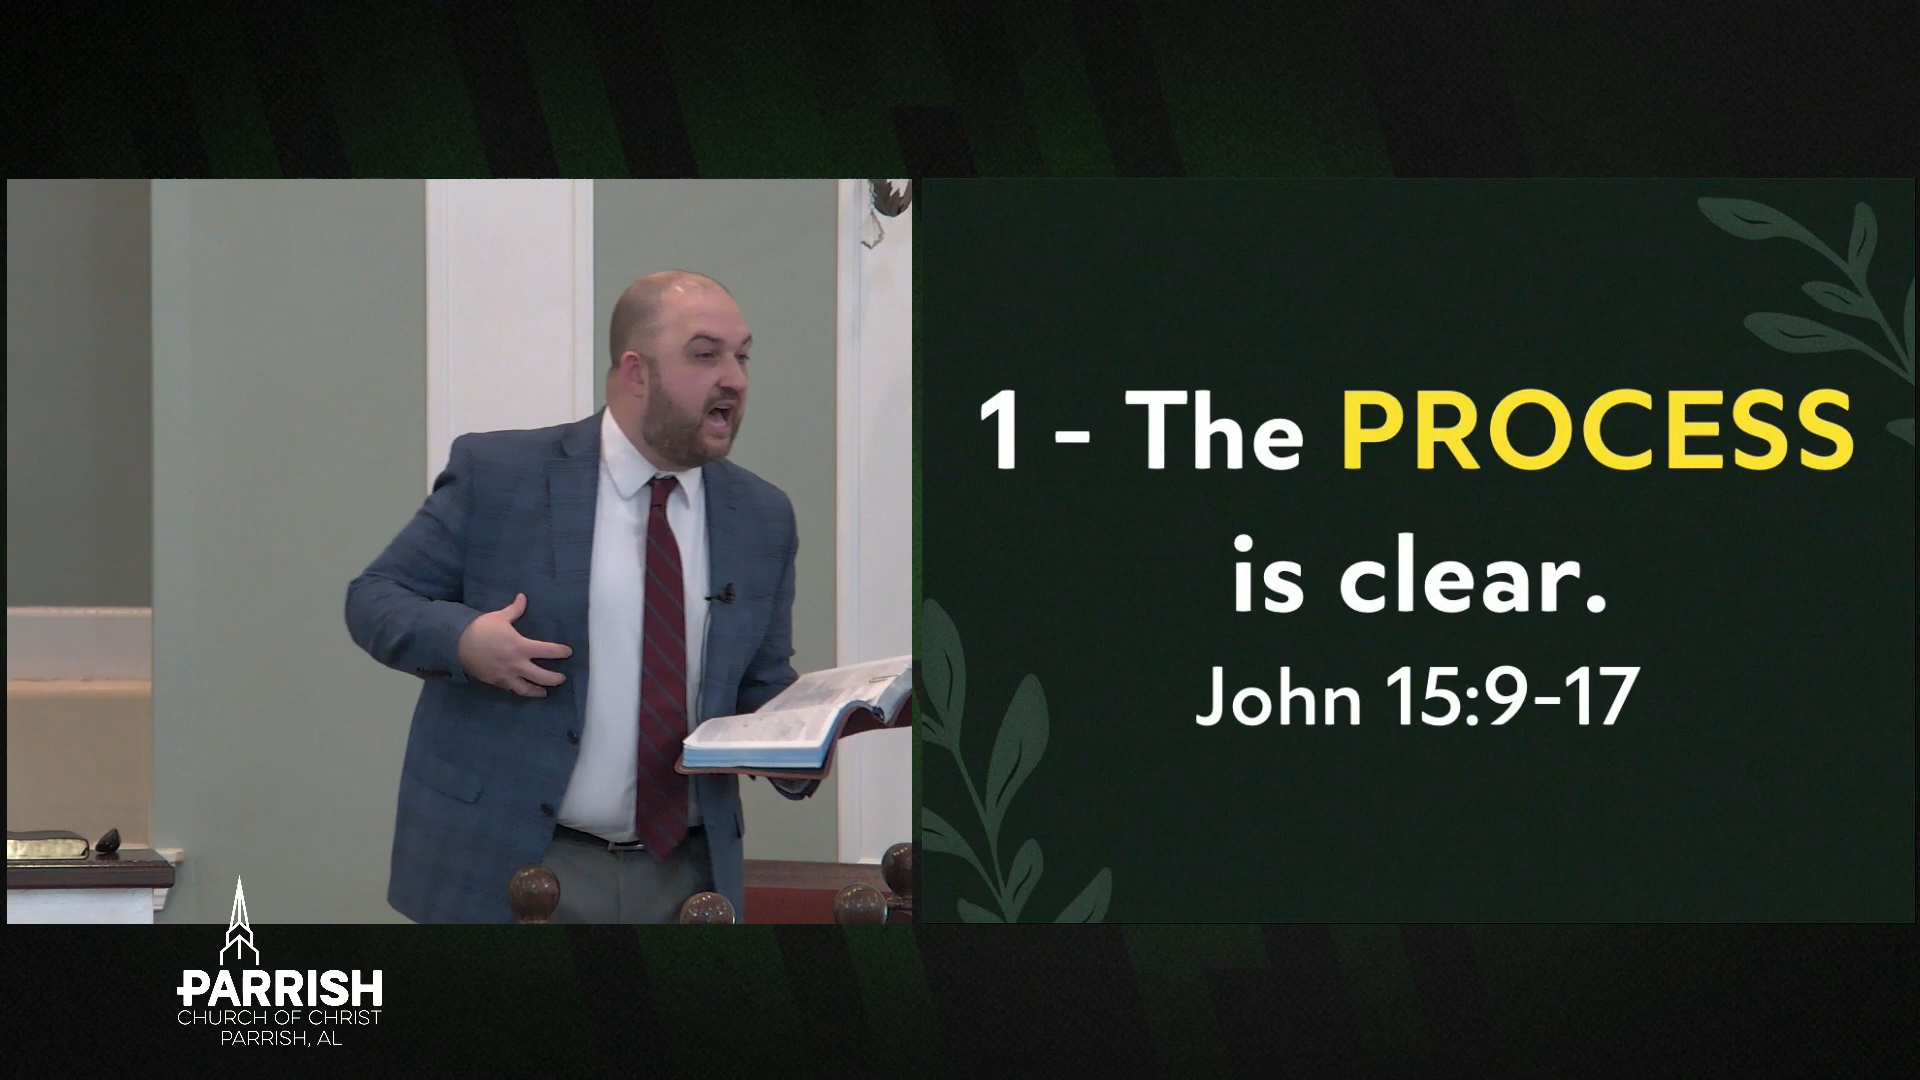 1 - The PROCESS
is clear.
John 15:9-17
PARRISH
CHURCH OF CHRIST
PARRISH, AL